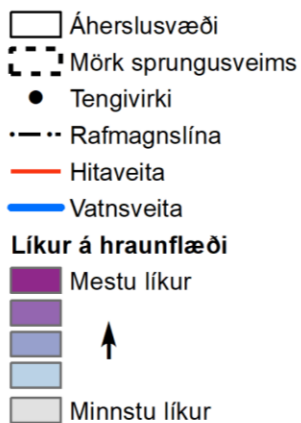 Áherslusvæði
Mörk sprungusveims
Tengivirki
Rafmagnslína
Hitaveita
Vatnsveita
Líkur á hraunflæði
Mestu líkur
Minnstu líkur